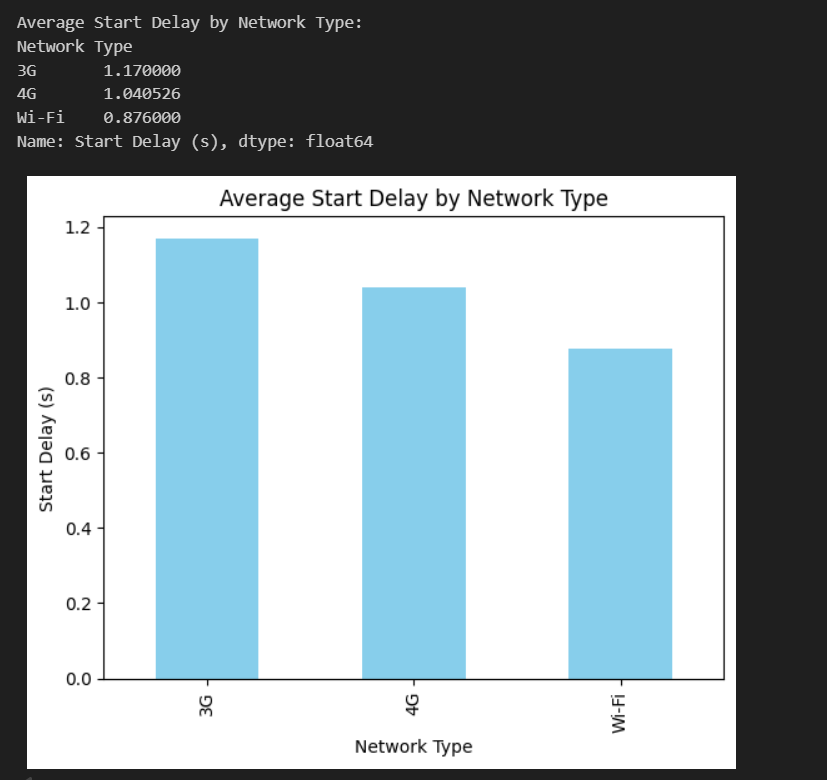 Average Start Delay by Network Type:
Network Type
3G       1.170000
4G       1.040526
Wi-Fi    0.876000
Name: Start Delay (s), dtype: float64
Average Start Delay by Network Type
1.2
1.0
0.8
0.6
0.4
0.2
0.0
Start Delay (s)
3G
4G
Wi-Fi
Network Type